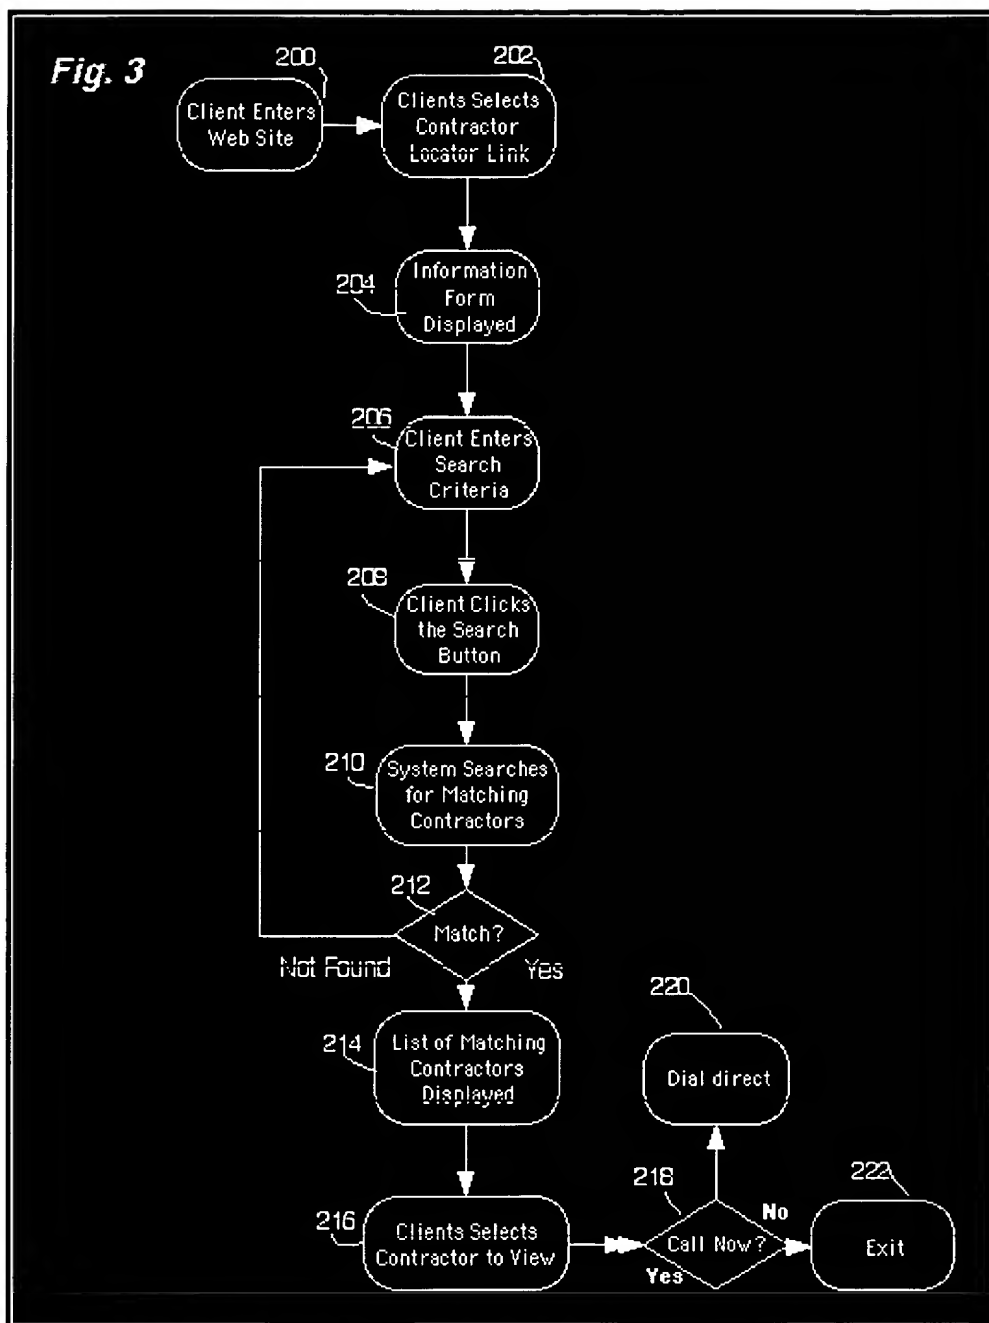 Fig. 3
200
Client Enters
Web Site
202
Clients Selects
Contractor
Locator Link
204
Information
Form
Displayed
206
Client Enters
Search
Criteria
208
Client Clicks
the Search
Button
210
System Searches
for Matching
Contractors
212
Match?
Not Found
Yes
214
List of Matching
Contractors
Displayed
216
Clients Selects
Contractor to View
218
Call Now?
Yes
No
220
Dial direct
222
Exit